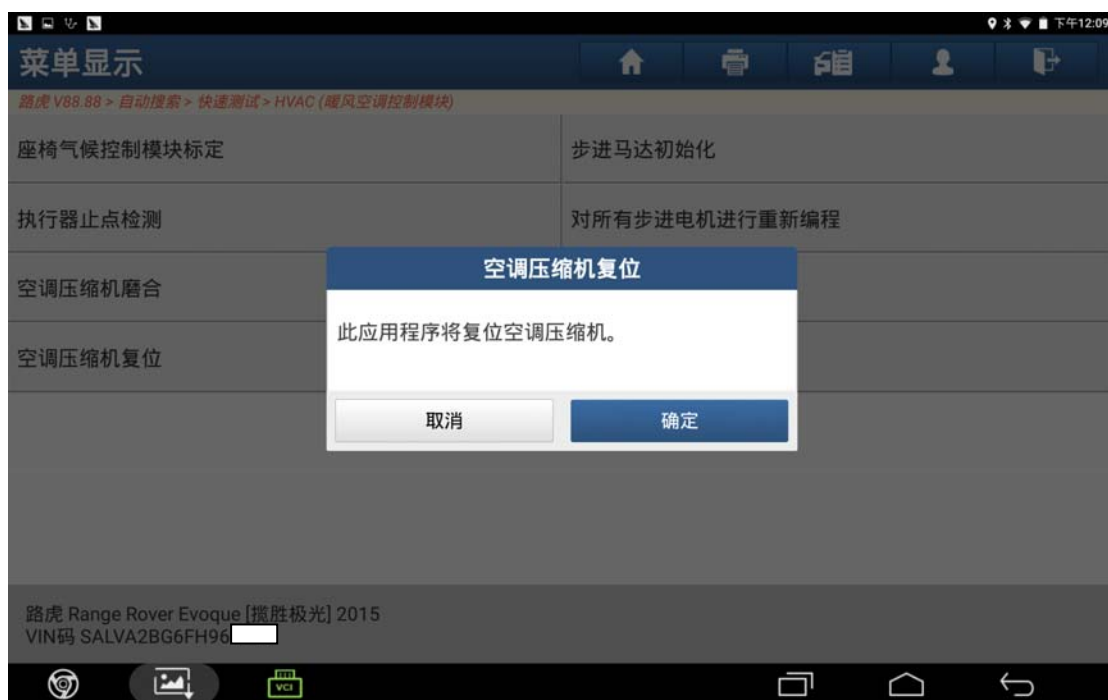 下午12:09
菜单显示
路虎 V88.88 > 自动搜索 > 快速测试 > HVAC (暖风空调控制模块)
座椅气候控制模块标定
步进马达初始化
执行器止点检测
对所有步进电机进行重新编程
空调压缩机磨合
空调压缩机复位
空调压缩机复位
此应用程序将复位空调压缩机。
取消
确定
路虎 Range Rover Evoque [揽胜极光] 2015
VIN码 SALVA2BG6FH96
VCI